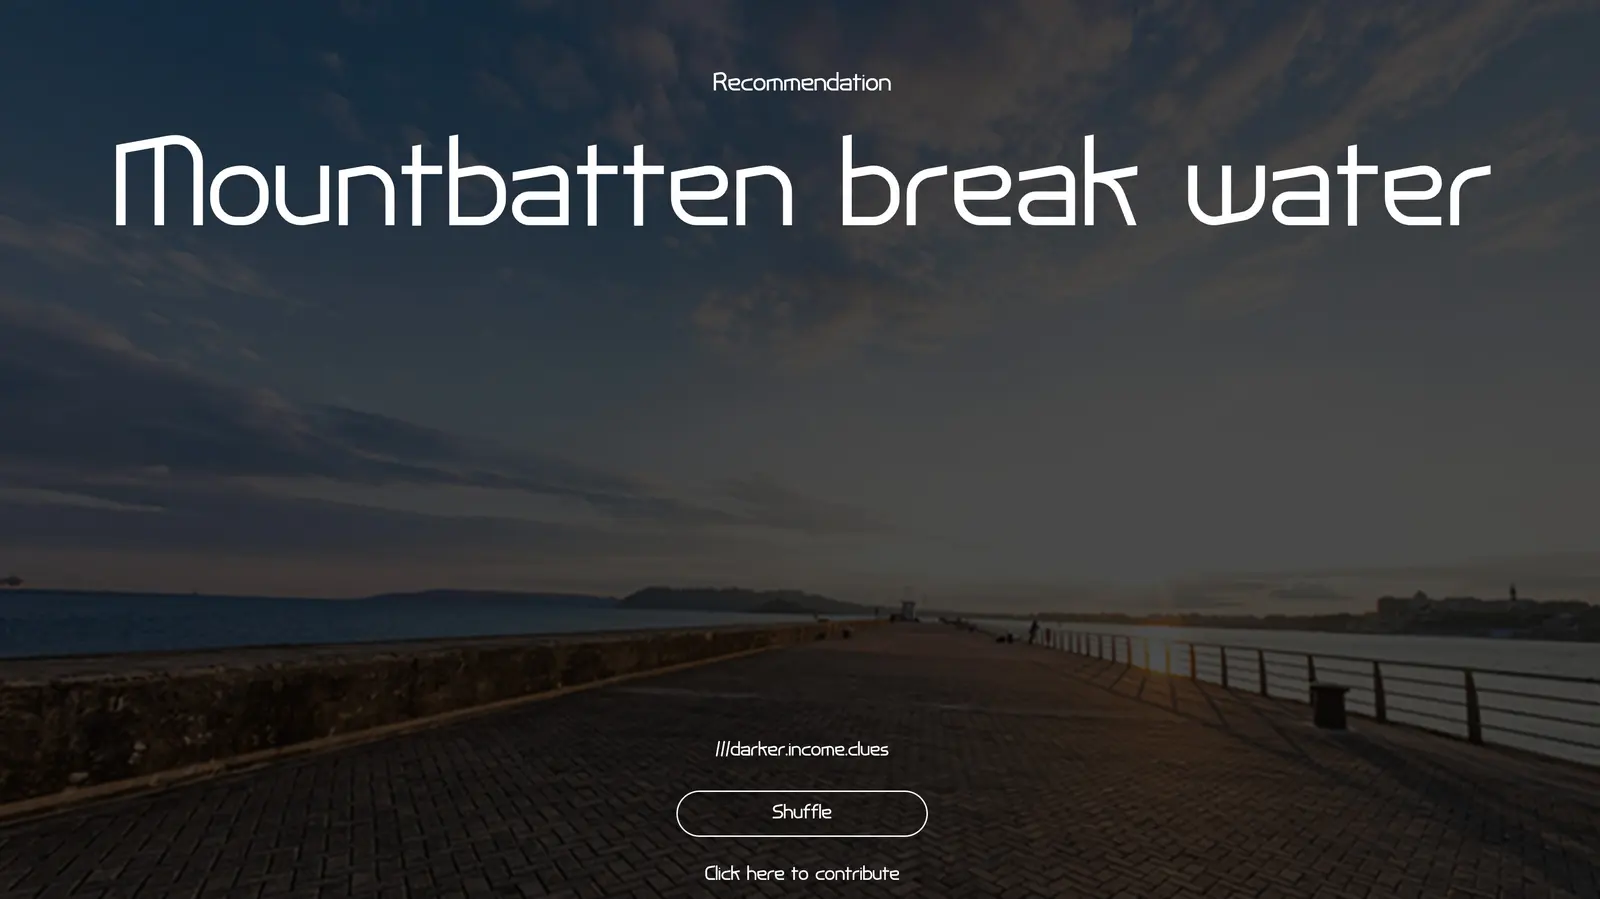 Recommendation
Mountbatten break water
///darker.income.clues
Shuffle
Click here to contribute